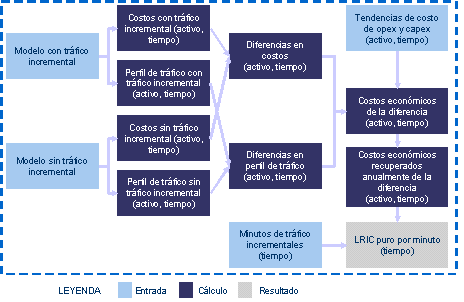 Modelo con tráfico
incremental
Modelo sin tráfico
incremental
Costos con tráfico
incremental (activo,
tiempo)
Perfil de tráfico con
tráfico incremental
(activo, tiempo)
Costos sin tráfico
incremental (activo,
tiempo)
Perfil de tráfico sin
tráfico incremental
(activo, tiempo)
Diferencias en
costos
(activo, tiempo)
Diferencias en
perfil de tráfico
(activo, tiempo)
Minutos de tráfico
incrementales
(tiempo)
Tendencias de costo
de opex y capex
(activo, tiempo)
Costos económicos
de la diferencia
(activo, tiempo)
Costos económicos
recuperados
anualmente de la
diferencia
(activo, tiempo)
LRIC puro por minuto
(tiempo)
LEYENDA
Entrada
Cálculo
Resultado